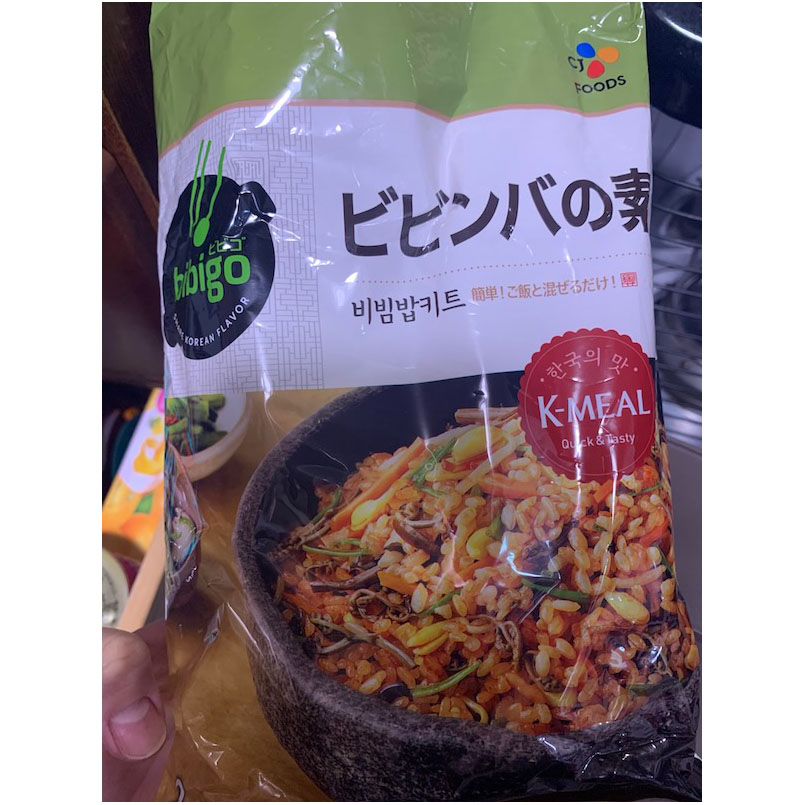 CJ
FOODS
ビビゴ
bibigo
SHARE KOREAN FLAVOR
ビビンバの素
비빔밥키트
簡単！ご飯と混ぜるだけ！
한국의 맛
K-MEAL
Quick & Tasty